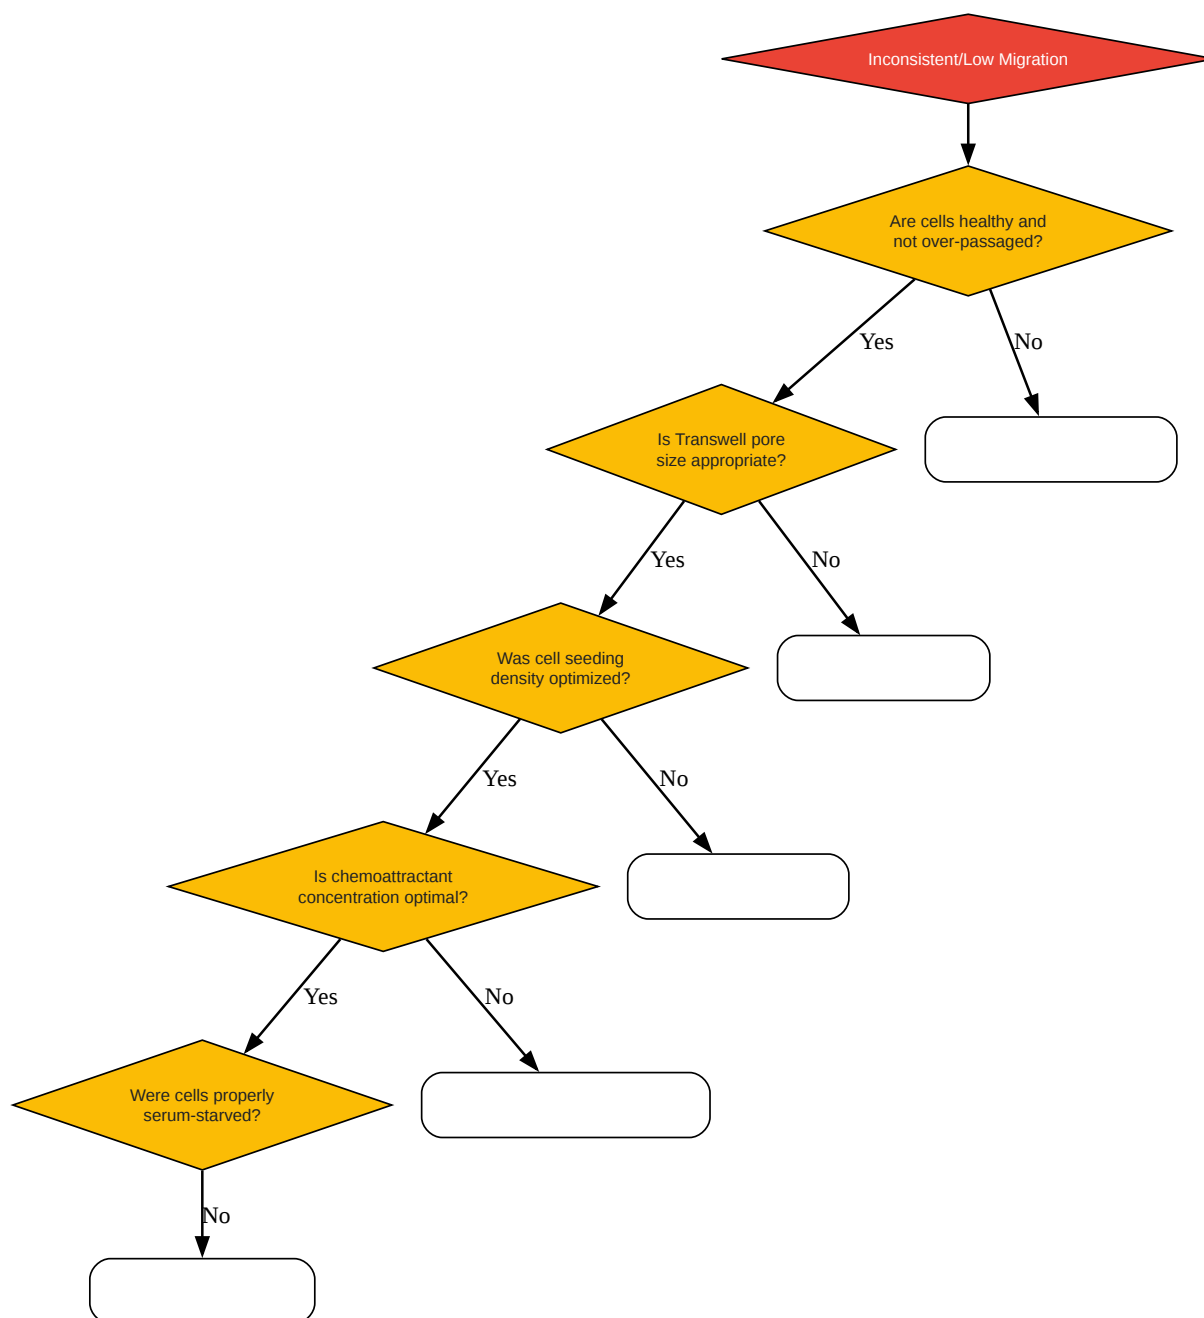 Inconsistent/Low Migration
Are cells healthy and
not over-passaged?
Yes
No
Is Transwell pore
size appropriate?
Yes
No
Was cell seeding
density optimized?
Yes
No
Is chemoattractant
concentration optimal?
Yes
No
Were cells properly
serum-starved?
No